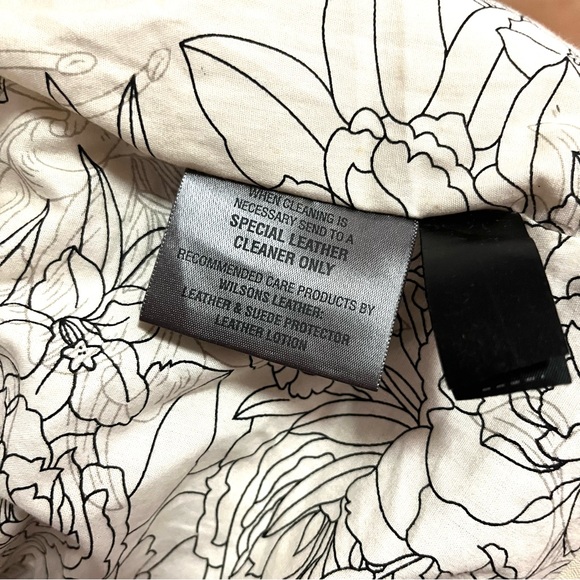 WHEN CLEANING IS
NECESSARY SEND TO A
SPECIAL LEATHER
CLEANER ONLY
RECOMMENDED CARE PRODUCTS BY
WILSONS LEATHER:
LEATHER & SUEDE PROTECTOR
LEATHER LOTION